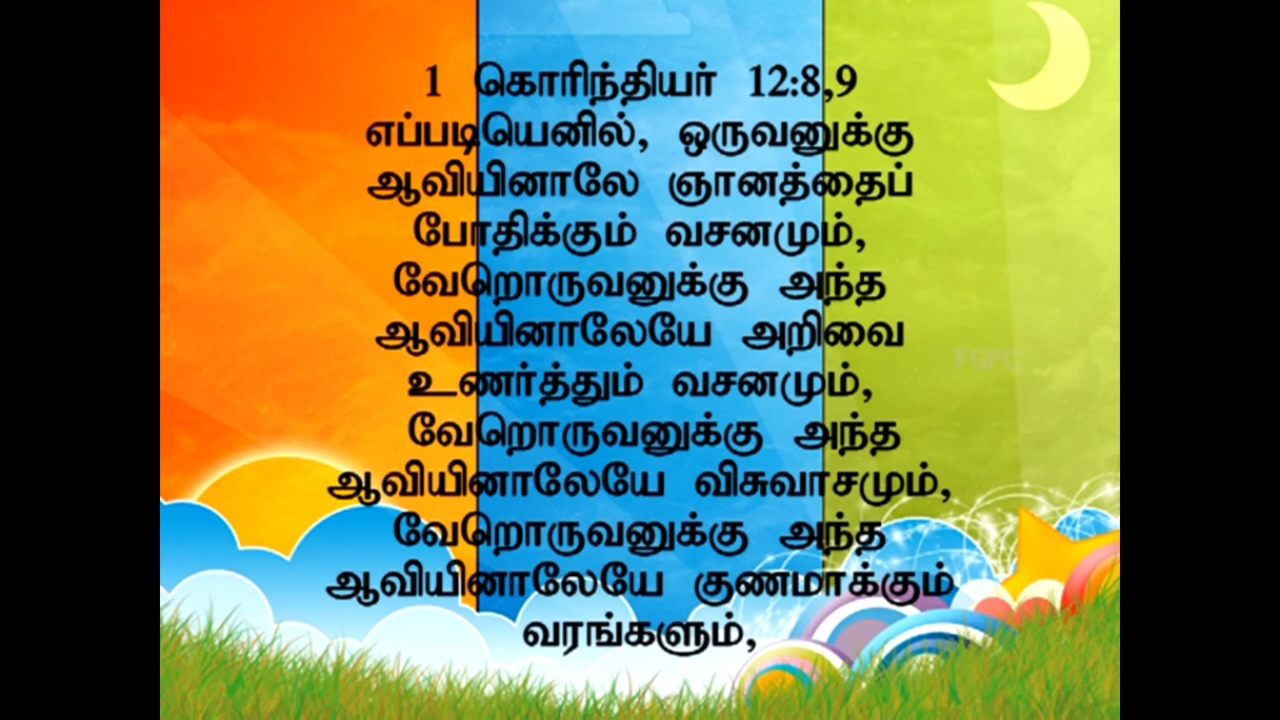 1 கொரிந்தியர் 12:8,9
எப்படியெனில், ஒருவனுக்கு
ஆவியினாலே ஞானத்தைப்
போதிக்கும் வசனமும்,
வேறொருவனுக்கு அந்த
ஆவியினாலேயே அறிவை
உணர்த்தும் வசனமும்,
வேறொருவனுக்கு அந்த
ஆவியினாலேயே விசுவாசமும்,
வேறொருவனுக்கு அந்த
ஆவியினாலேயே குணமாக்கும்
வரங்களும்,
FGPC